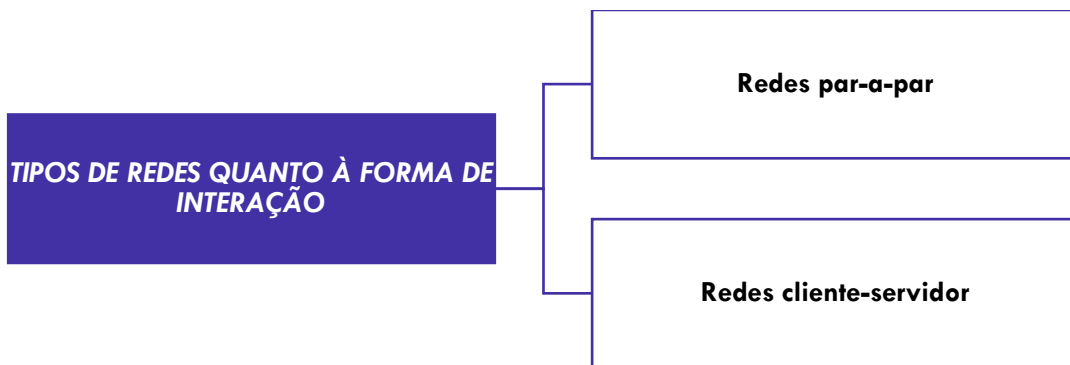 TIPOS DE REDES QUANTO À FORMA DE
INTERAÇÃO
Redes par-a-par
Redes cliente-servidor